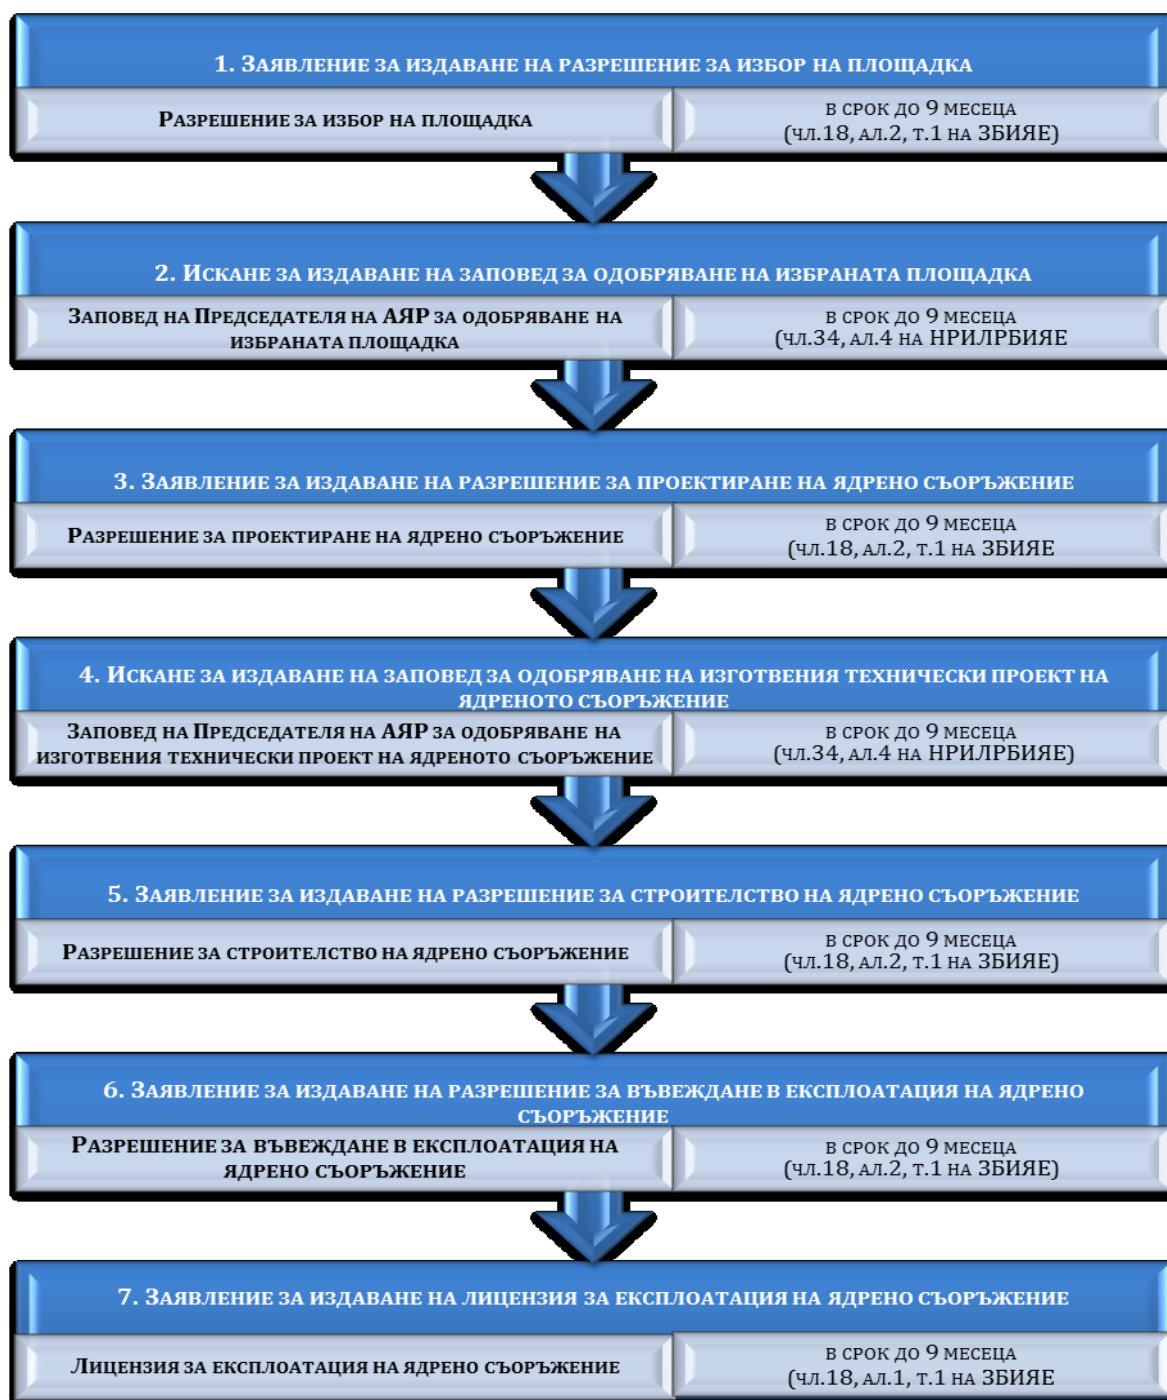 1. Заявление за издаване на разрешение за избор на площадка
Разрешение за избор на площадка
в срок до 9 месеца
(чл.18, ал.2, т.1 на ЗБИЯЕ)
2. Искане за издаване на заповед за одобряване на избраната площадка
Заповед на Председателя на АЯР за одобряване на
избраната площадка
в срок до 9 месеца
(чл.34, ал.4 на НРИЛРБИЯЕ
3. Заявление за издаване на разрешение за проектиране на ядрено съоръжение
Разрешение за проектиране на ядрено съоръжение
в срок до 9 месеца
(чл.18, ал.2, т.1 на ЗБИЯЕ
4. Искане за издаване на заповед за одобряване на изготвения технически проект на
ядреното съоръжение
Заповед на Председателя на АЯР за одобряване на
изготвения технически проект на ядреното съоръжение
в срок до 9 месеца
(чл.34, ал.4 на НРИЛРБИЯЕ)
5. Заявление за издаване на разрешение за строителство на ядрено съоръжение
Разрешение за строителство на ядрено съоръжение
в срок до 9 месеца
(чл.18, ал.2, т.1 на ЗБИЯЕ)
6. Заявление за издаване на разрешение за въвеждане в експлоатация на ядрено
съоръжение
Разрешение за въвеждане в експлоатация на
ядрено съоръжение
в срок до 9 месеца
(чл.18, ал.2, т.1 на ЗБИЯЕ)
7. Заявление за издаване на лицензия за експлоатация на ядрено съоръжение
Лицензия за експлоатация на ядрено съоръжение
в срок до 9 месеца
(чл.18, ал.1, т.1 на ЗБИЯЕ